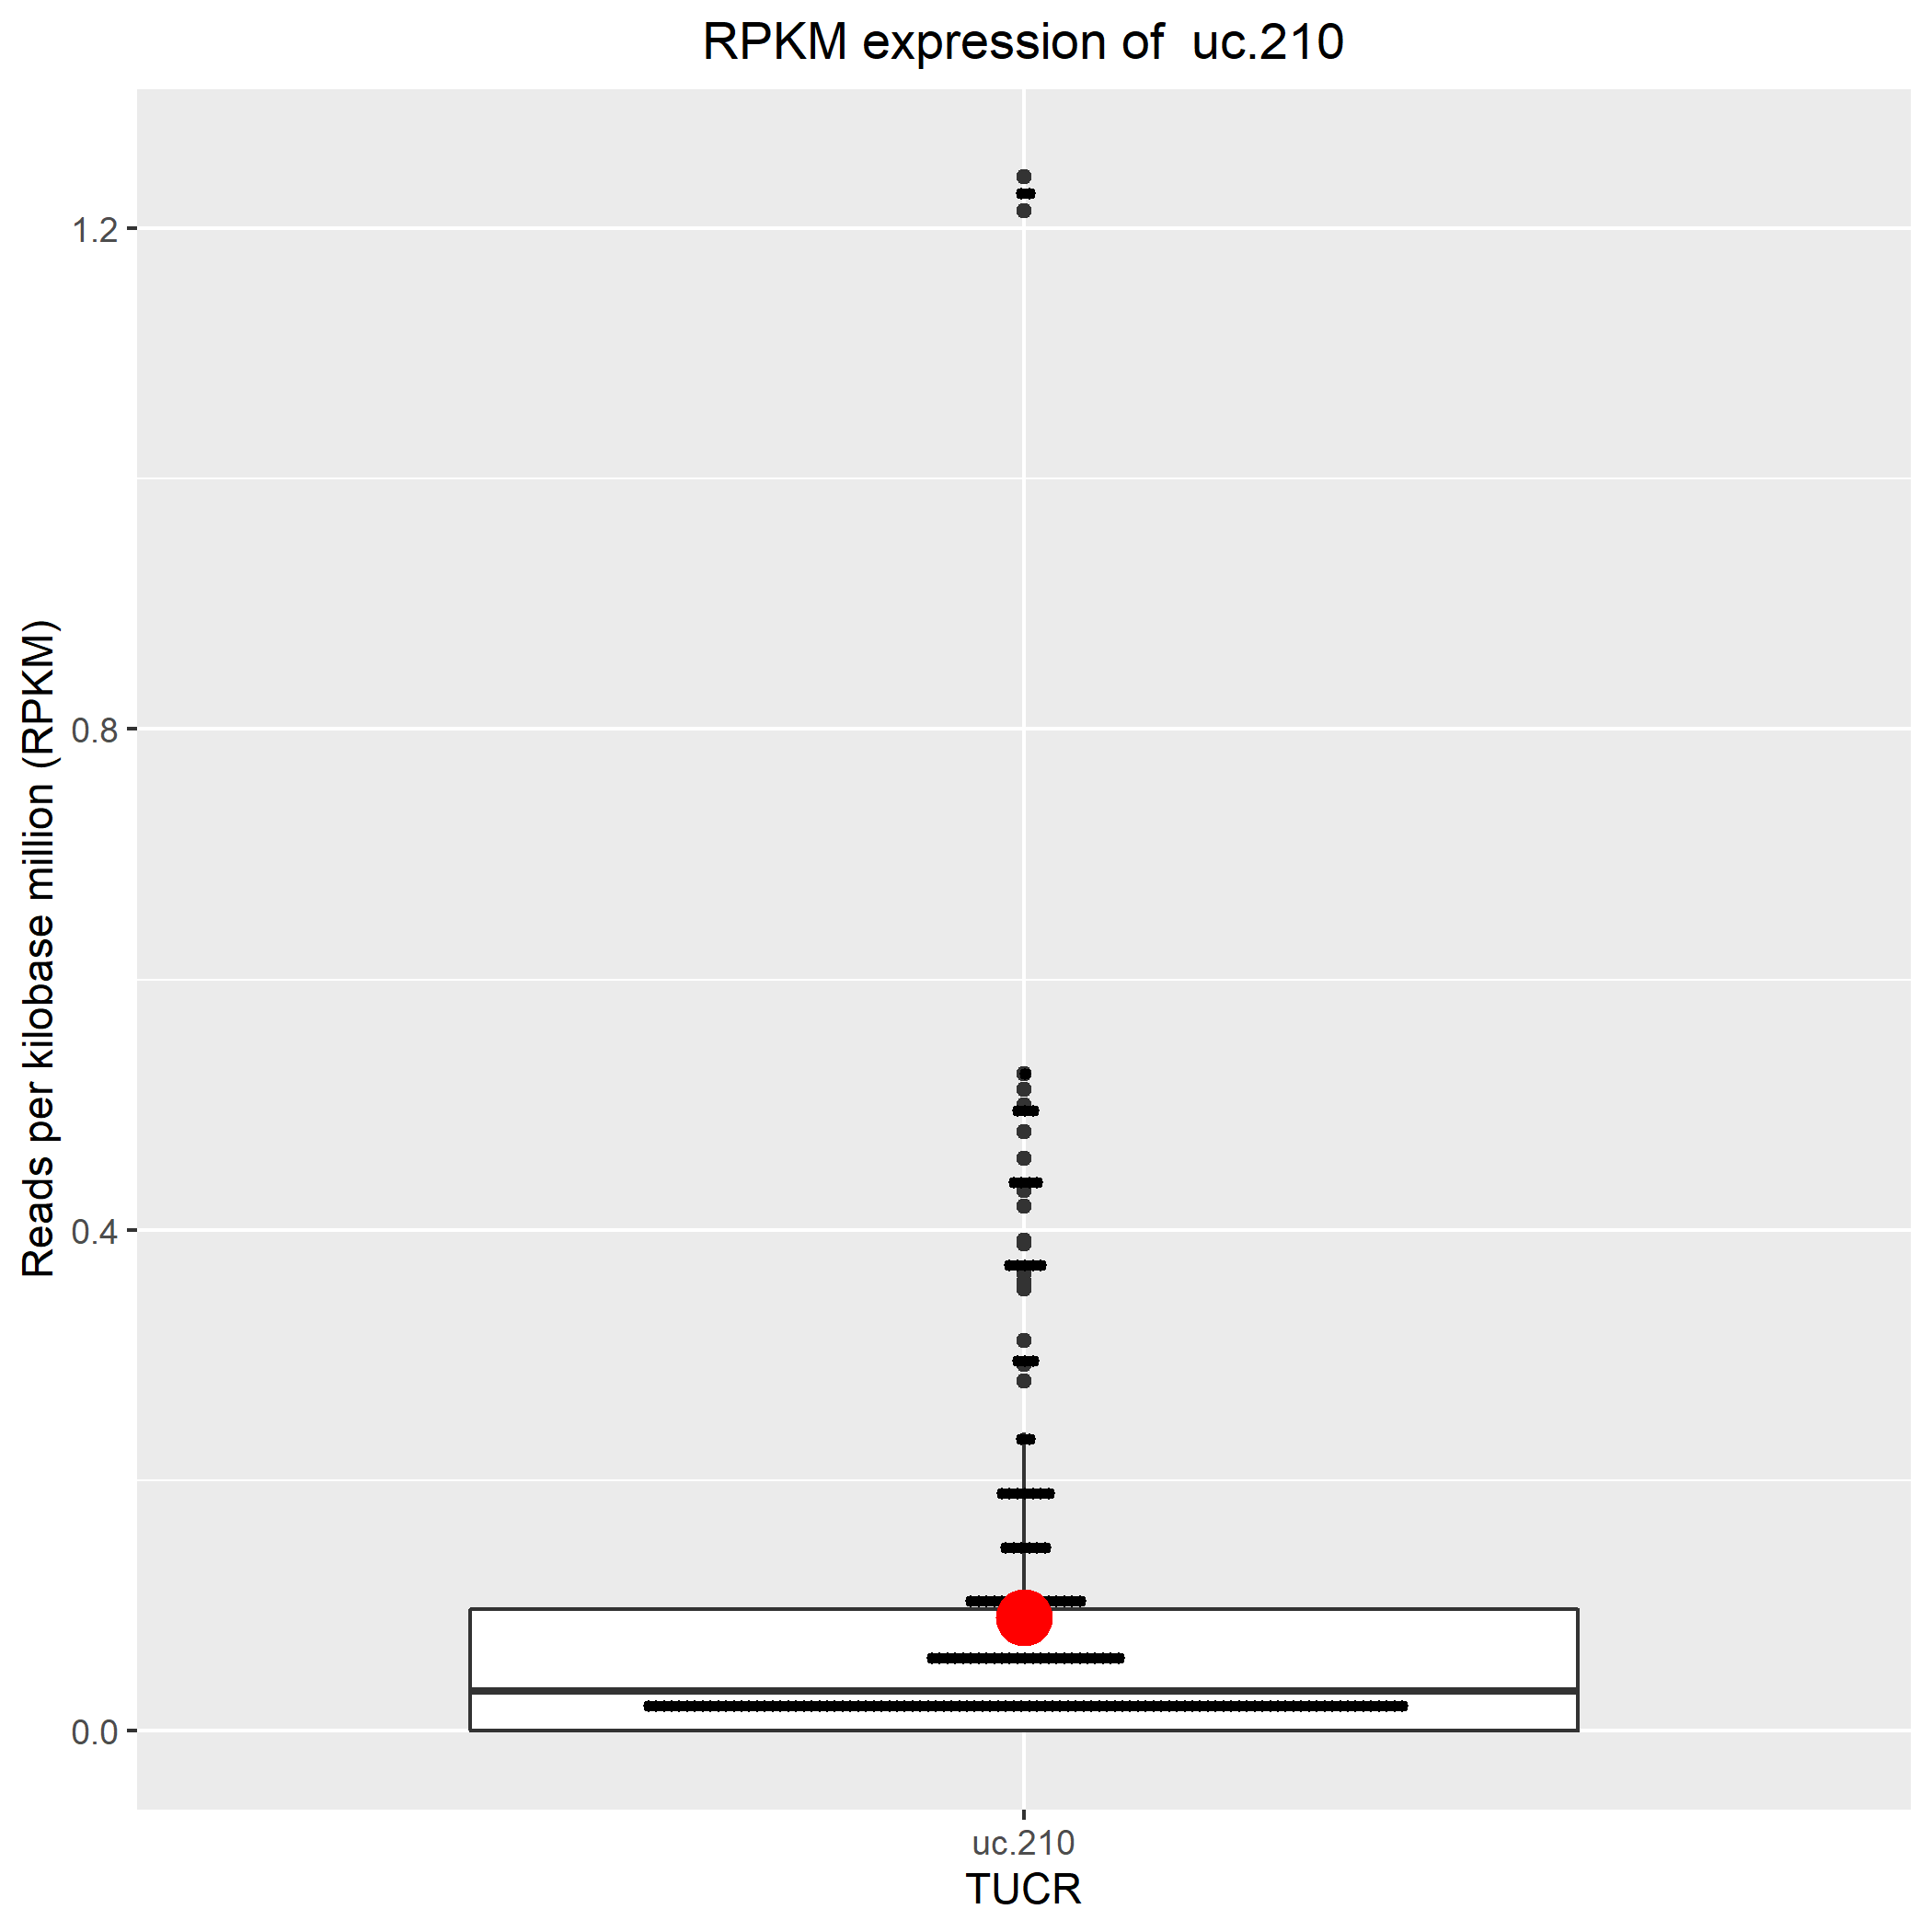 RPKM expression of  uc.210
Reads per kilobase million (RPKM)
1.2
0.8
0.4
0.0
uc.210
TUCR